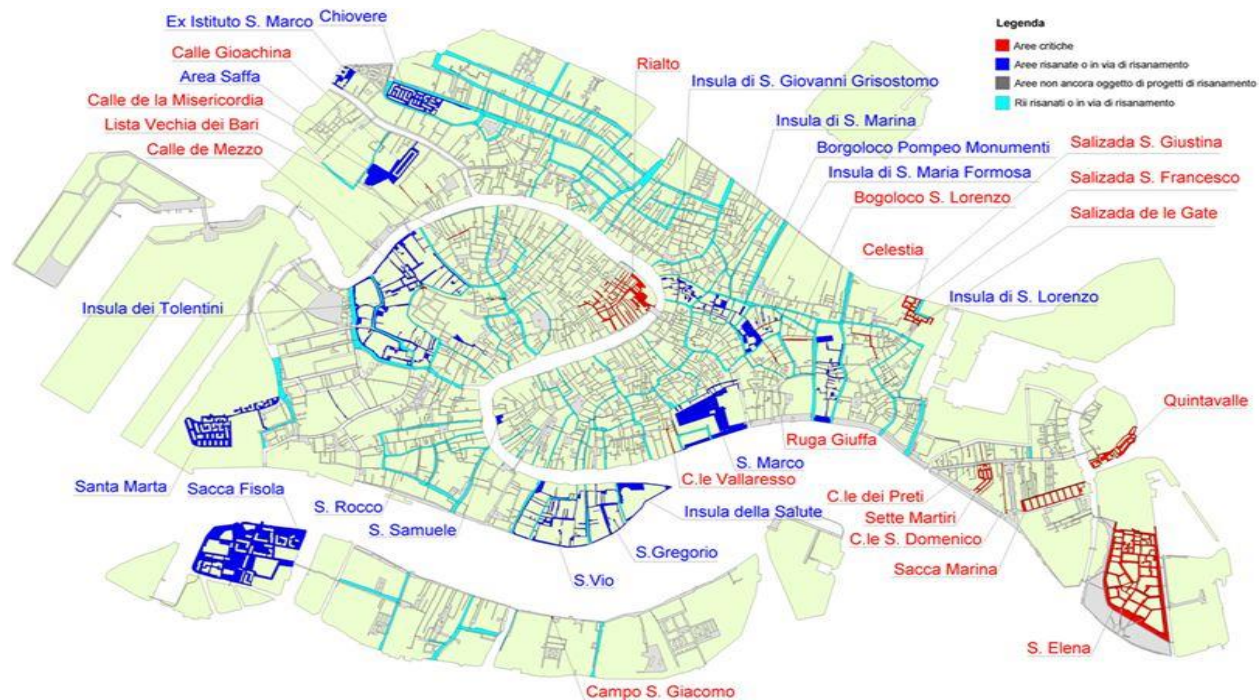 Ex Istituto S. Marco
Chiovere
Calle Gioachina
Area Saffa
Calle de la Misericordia
Lista Vechia dei Bari
Calle de Mezzo
Rialto
Insula di S. Giovanni Grisostomo
Insula di S. Marina
Borgoloco Pompeo Monumenti
Insula di S. Maria Formosa
Bogoloco S. Lorenzo
Legenda
Aree critiche
Aree risanate o in via di risanamento
Aree non ancora oggetto di progetti di risanamento
Rii risanati o in via di risanamento
Salizada S. Giustina
Salizada S. Francesco
Salizada de le Gate
Celestia
Insula di S. Lorenzo
Insula dei Tolentini
Quintavalle
Ruga Giuffa
S. Marco
C.le Vallaresso
Santa Marta
Sacca Fisola
S. Rocco
S. Samuele
Insula della Salute
S.Gregorio
S.Vio
C.le dei Preti
Sette Martiri
C.le S. Domenico
Sacca Marina
S. Elena
Campo S. Giacomo